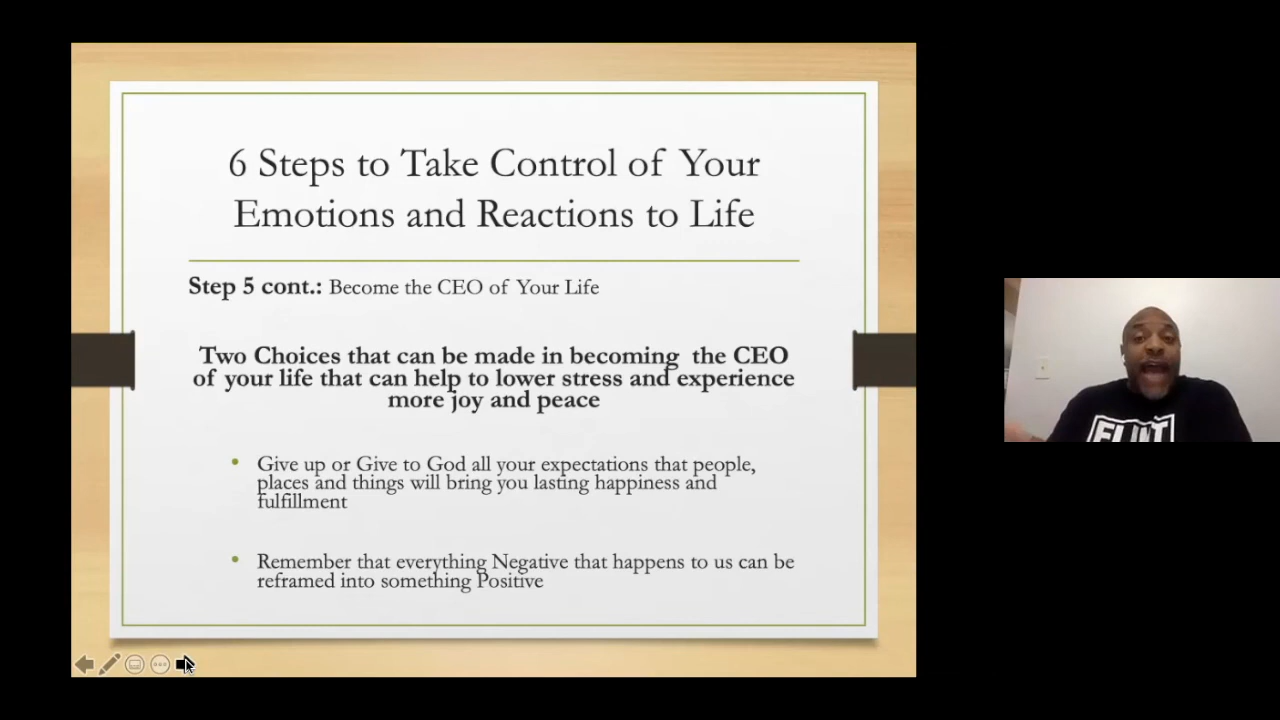 6 Steps to Take Control of Your
Emotions and Reactions to Life
Step 5 cont.: Become the CEO of Your Life
Two Choices that can be made in becoming the CEO
of your life that can help to lower stress and experience
more joy and peace
• Give up or Give to God all your expectations that people,
places and things will bring you lasting happiness and
fulfillment
• Remember that everything Negative that happens to us can be
reframed into something Positive
FLINT